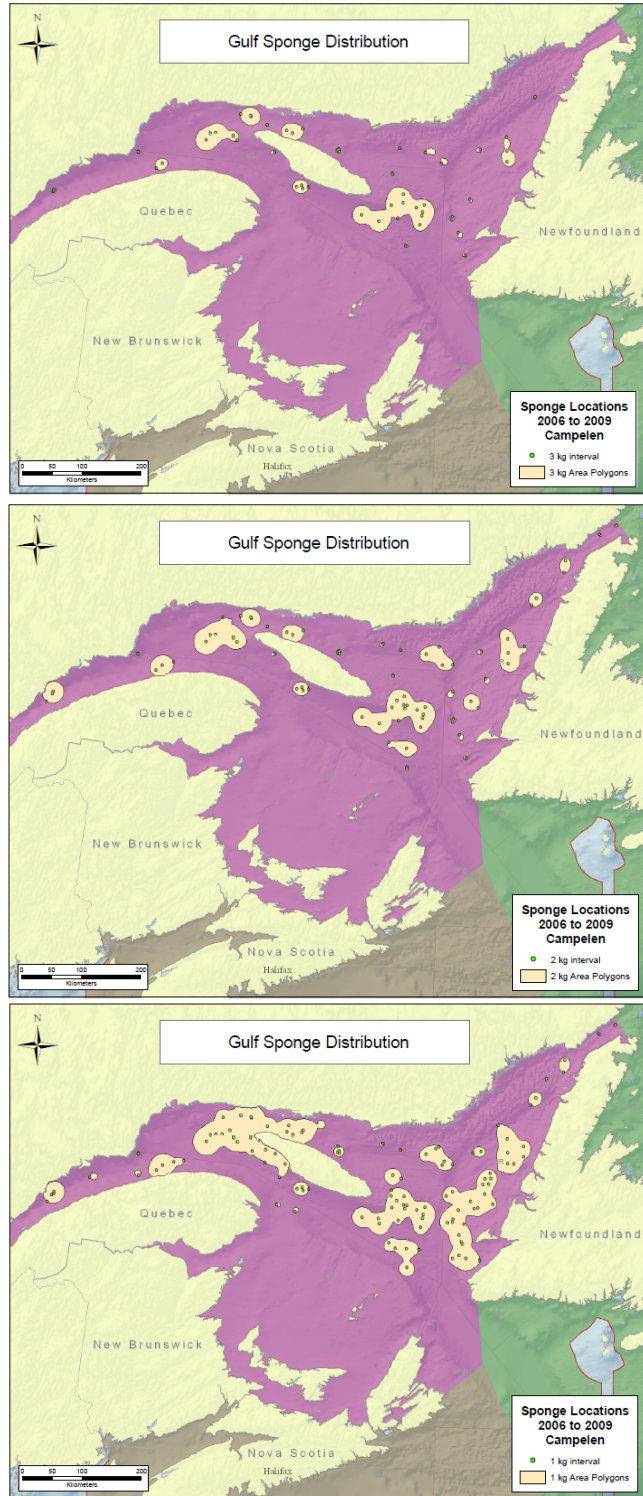 N
Gulf Sponge Distribution
Quebec
Newfoundland
New Brunswick
Nova Scotia
Halifax
0 50 100 200
Kilometers
Sponge Locations
2006 to 2009
Campelen
3 kg interval
3 kg Area Polygons
N
Gulf Sponge Distribution
Quebec
Newfoundland
New Brunswick
Nova Scotia
Halifax
0 50 100 200
Kilometers
Sponge Locations
2006 to 2009
Campelen
2 kg interval
2 kg Area Polygons
N
Gulf Sponge Distribution
Quebec
Newfoundland
New Brunswick
Nova Scotia
Halifax
0 50 100 200
Kilometers
Sponge Locations
2006 to 2009
Campelen
1 kg interval
1 kg Area Polygons